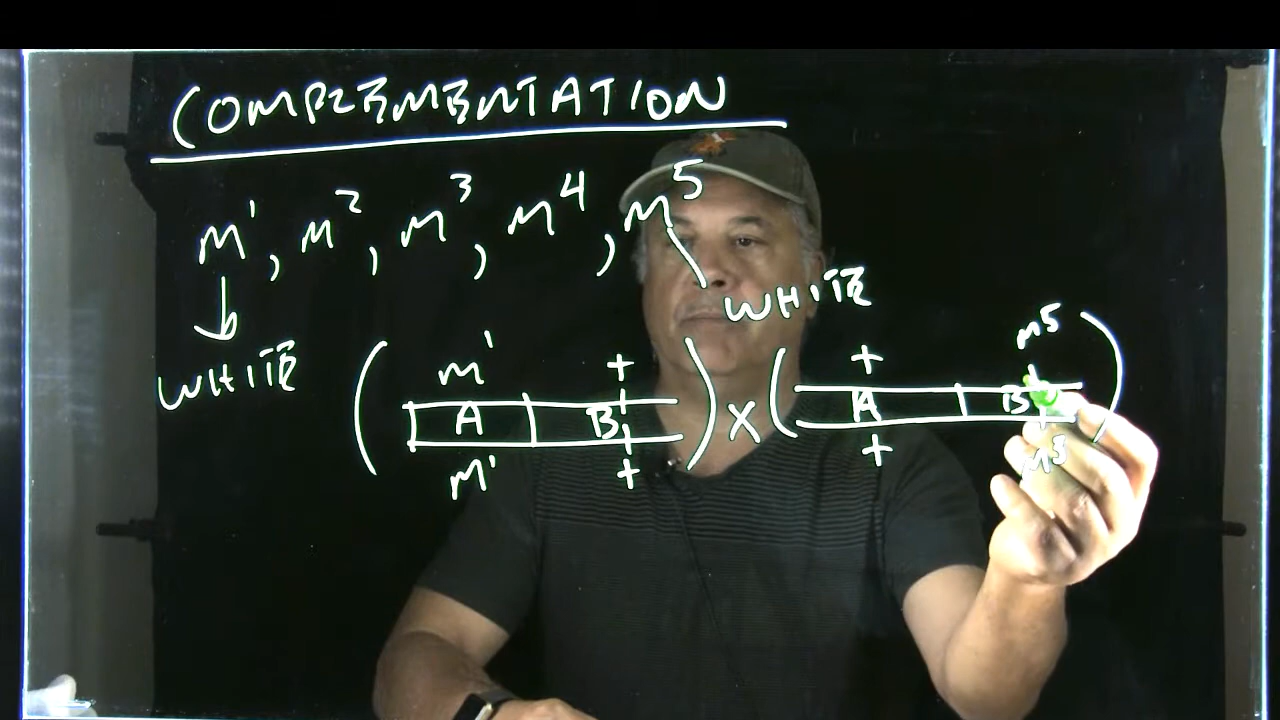 COMPLEMENTATION
m¹, m², m³, m⁴, m⁵
WHITE
WHITE
m¹ + + m⁵
( A B ) X ( A B )
m¹ + +